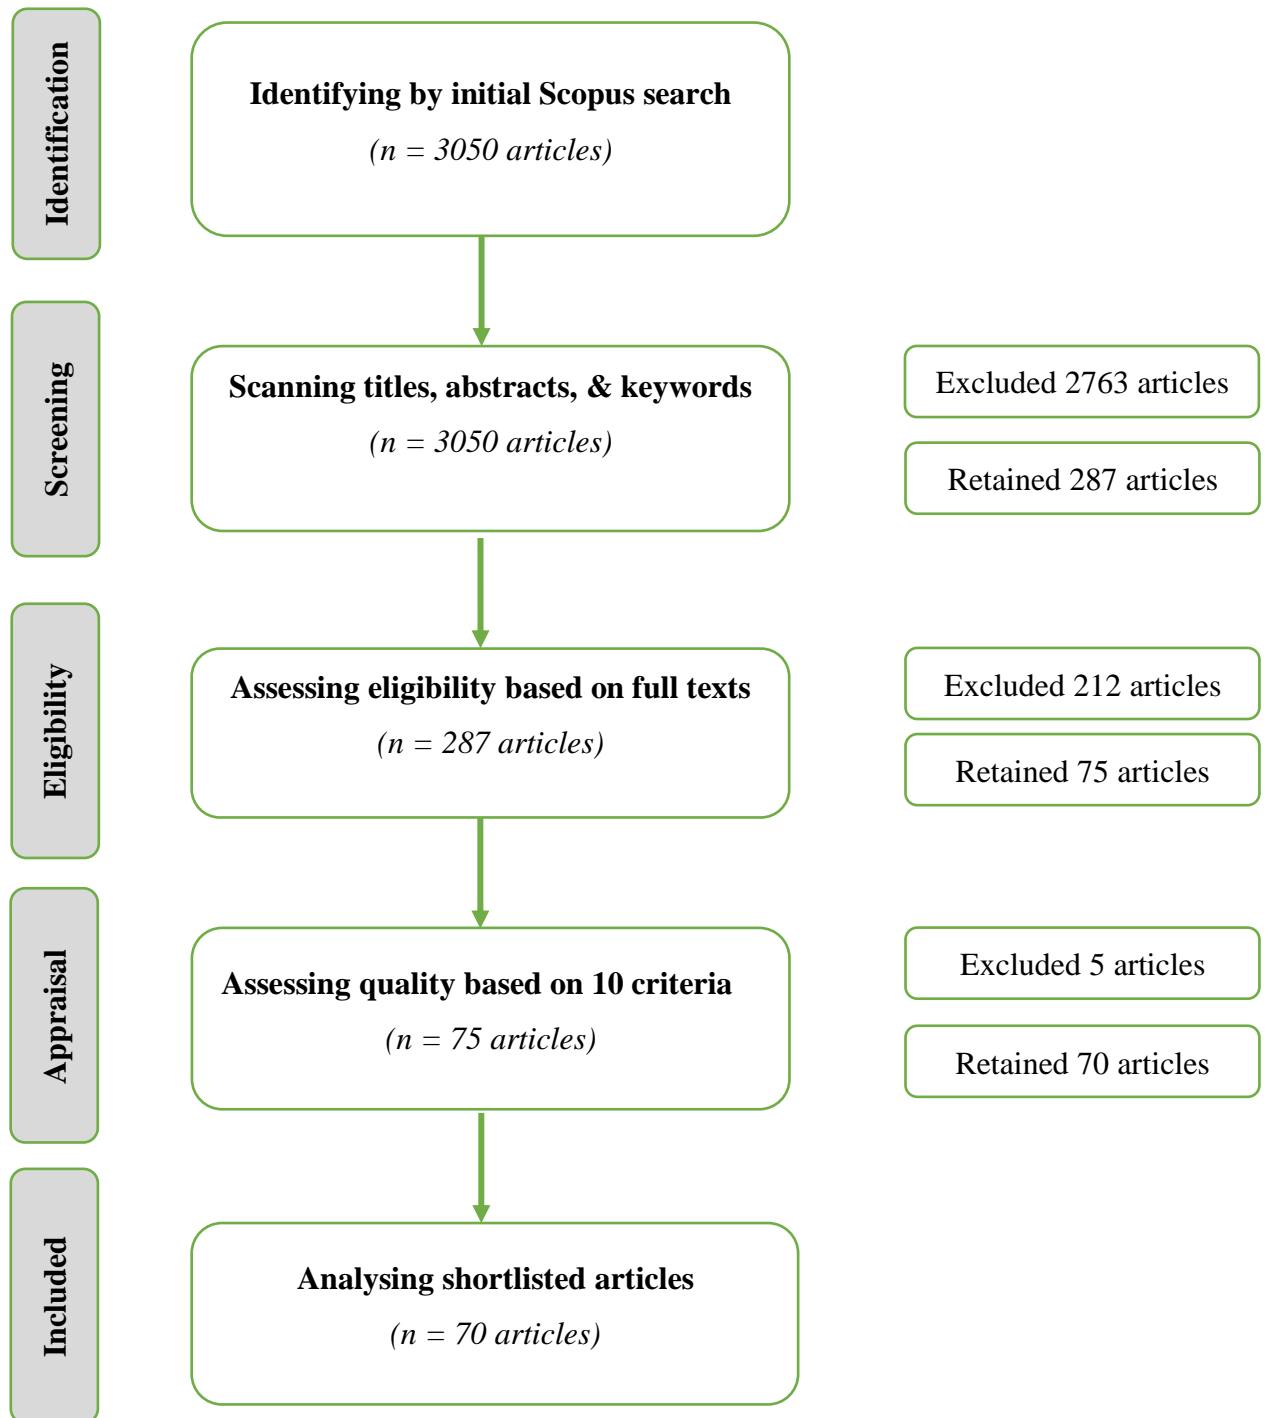 Identification
Identifying by initial Scopus search
(n = 3050 articles)
Screening
Scanning titles, abstracts, & keywords
(n = 3050 articles)
Excluded 2763 articles
Retained 287 articles
Eligibility
Assessing eligibility based on full texts
(n = 287 articles)
Excluded 212 articles
Retained 75 articles
Appraisal
Assessing quality based on 10 criteria
(n = 75 articles)
Excluded 5 articles
Retained 70 articles
Included
Analysing shortlisted articles
(n = 70 articles)